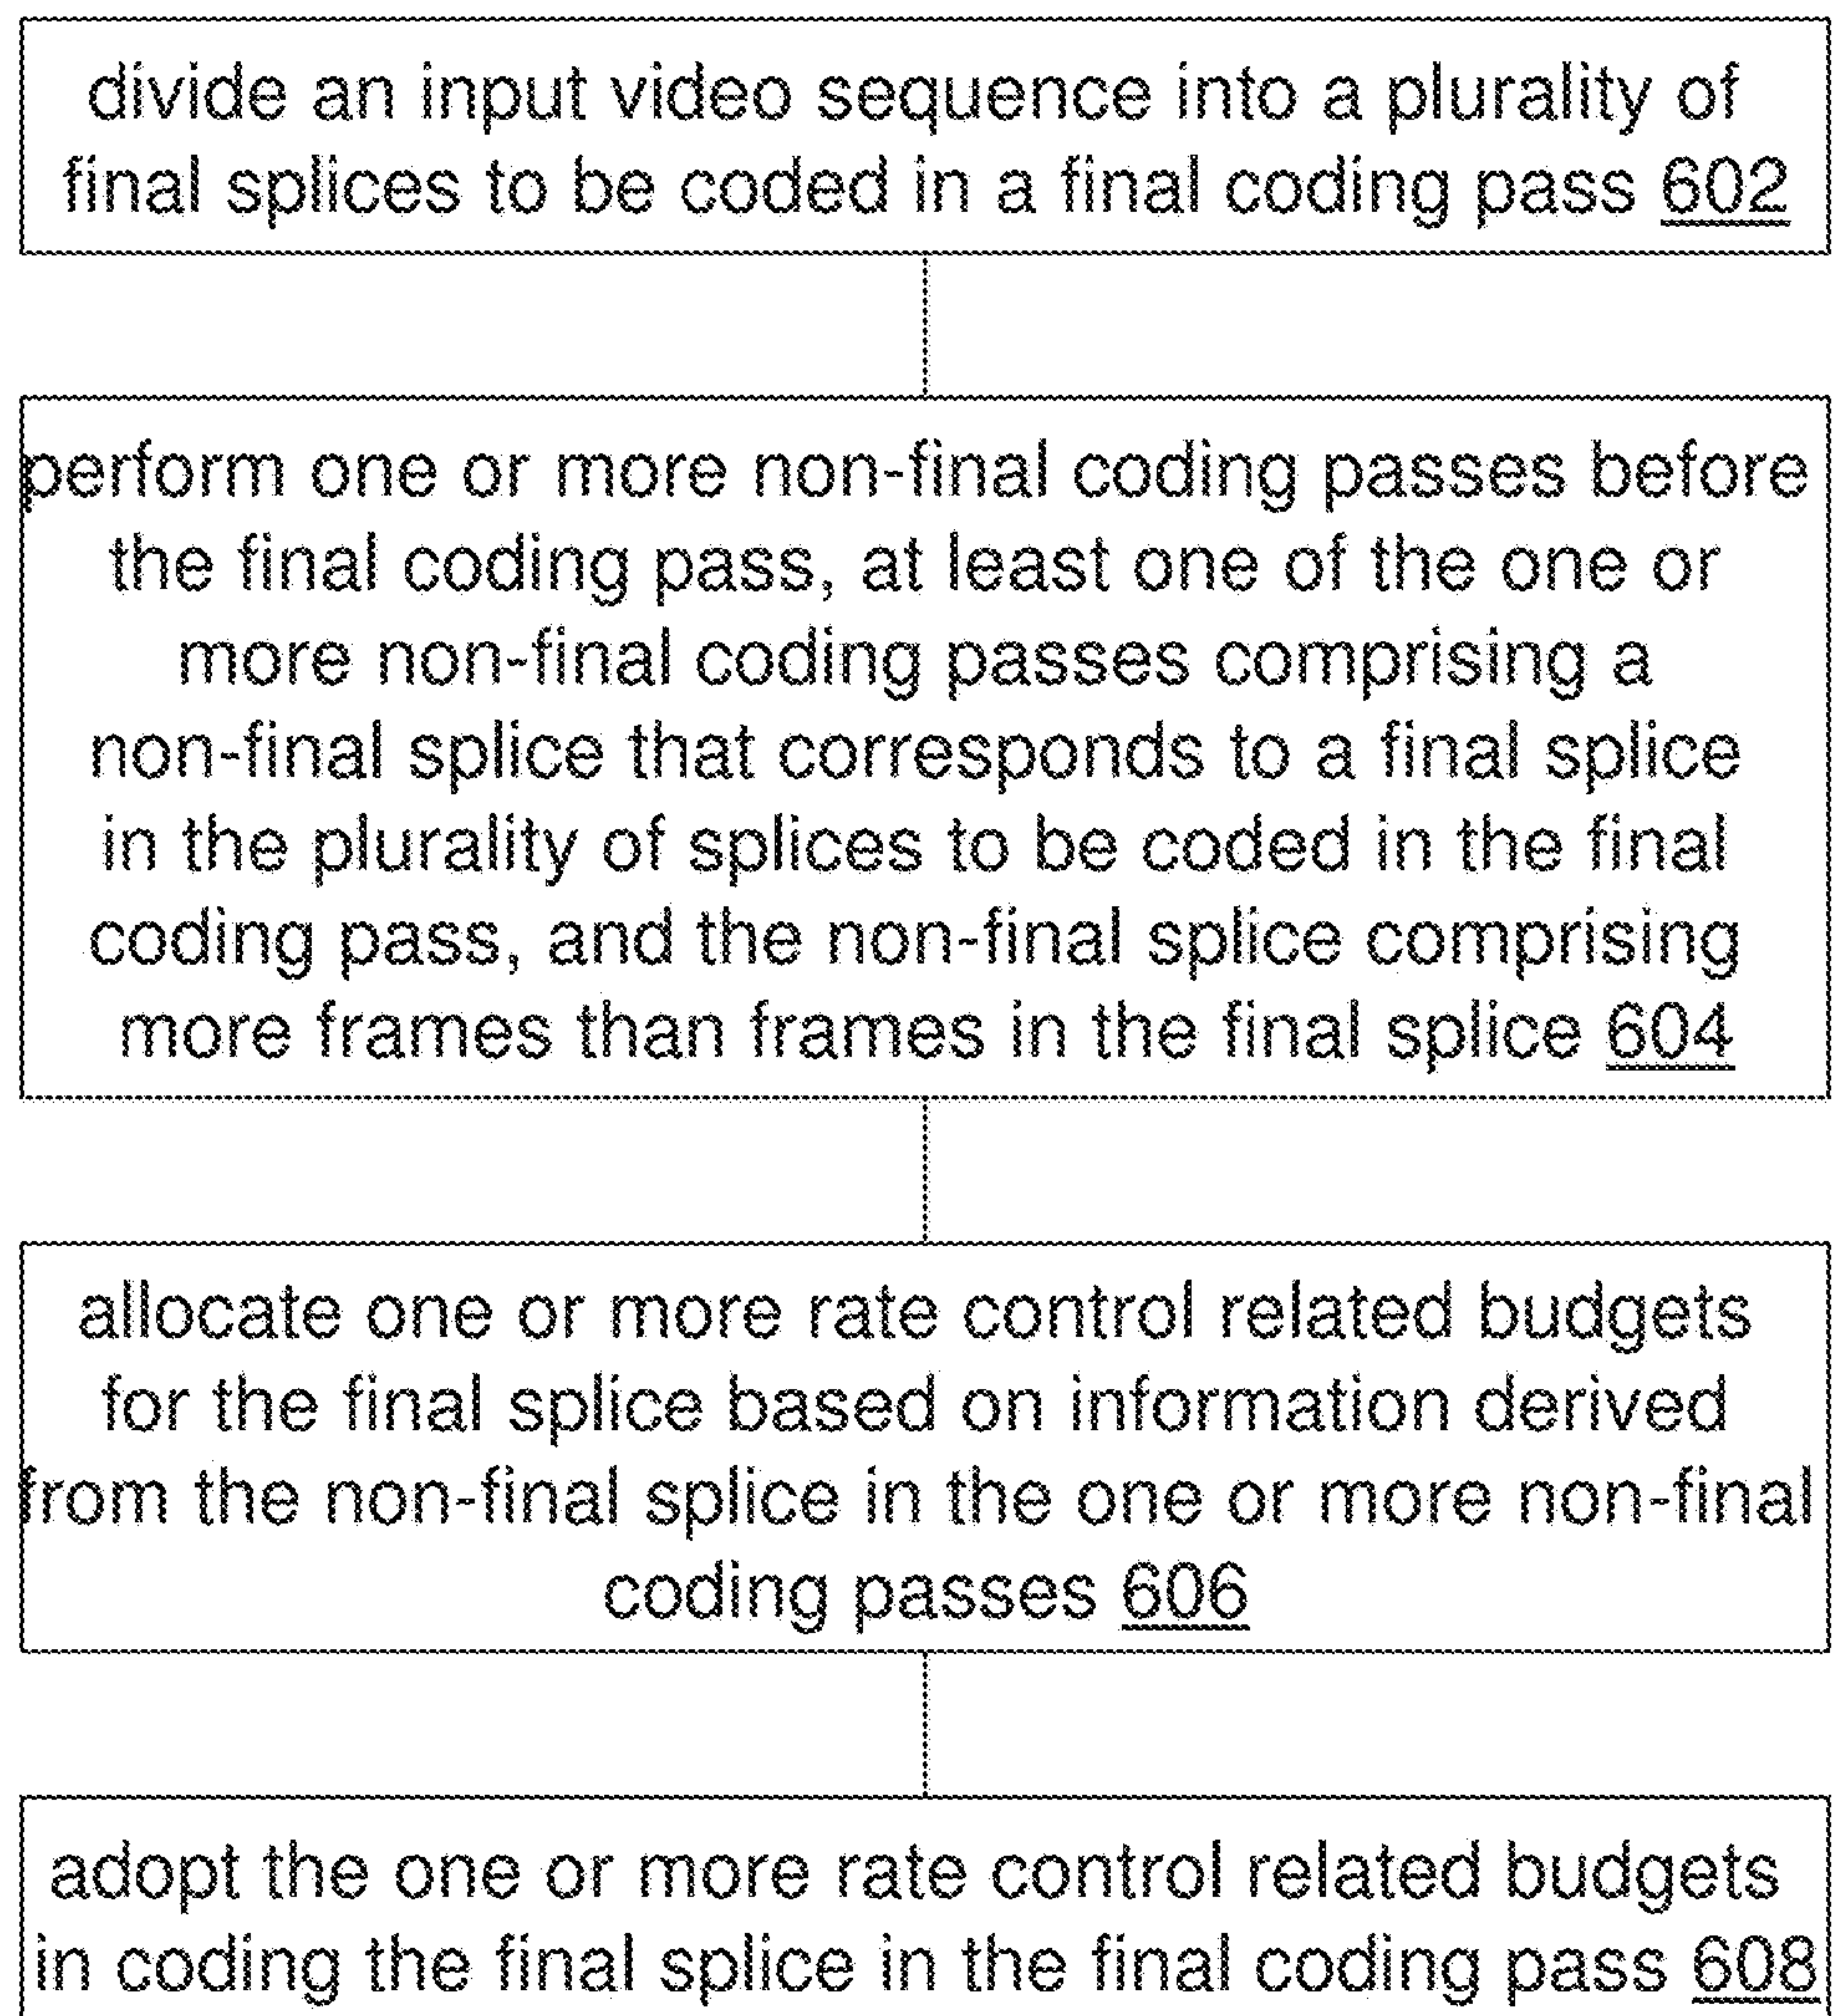 divide an input video sequence into a plurality of
final splices to be coded in a final coding pass 602
perform one or more non-final coding passes before
the final coding pass, at least one of the one or
more non-final coding passes comprising a
non-final splice that corresponds to a final splice
in the plurality of splices to be coded in the final
coding pass, and the non-final splice comprising
more frames than frames in the final splice 604
allocate one or more rate control related budgets
for the final splice based on information derived
from the non-final splice in the one or more non-final
coding passes 606
adopt the one or more rate control related budgets
in coding the final splice in the final coding pass 608